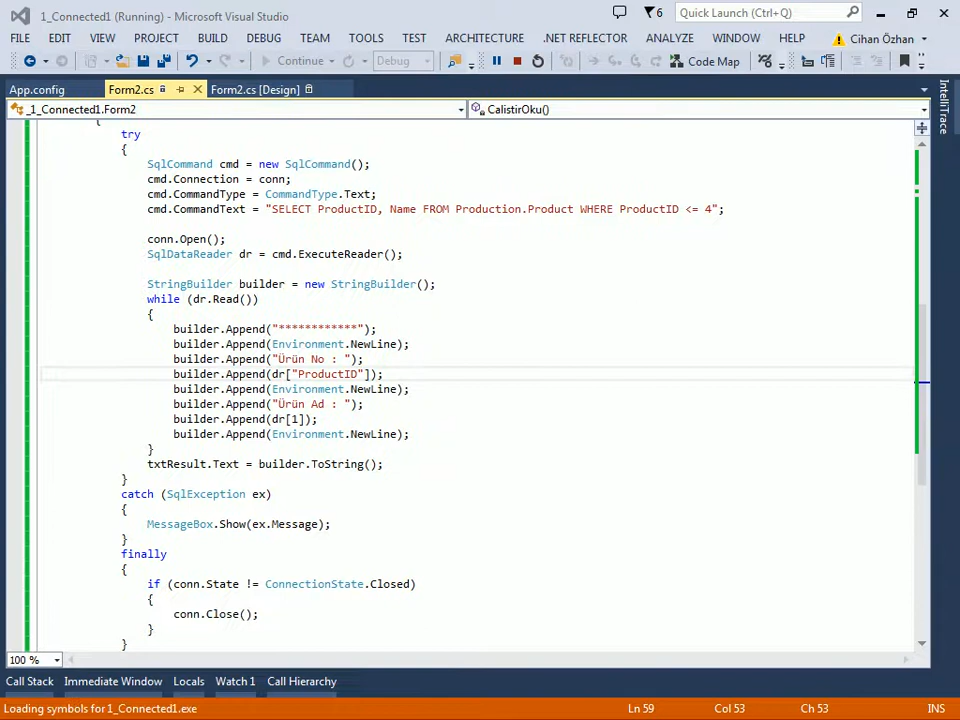 1_Connected1 (Running) - Microsoft Visual Studio
6
Quick Launch (Ctrl+Q)
FILE EDIT VIEW PROJECT BUILD DEBUG TEAM TOOLS TEST ARCHITECTURE .NET REFLECTOR ANALYZE WINDOW HELP Cihan Özhan
Continue Debug Code Map
App.config Form2.cs Form2.cs [Design]
_1_Connected1.Form2 CalistirOku()
IntelliTrace
{
try
{
SqlCommand cmd = new SqlCommand();
cmd.Connection = conn;
cmd.CommandType = CommandType.Text;
cmd.CommandText = "SELECT ProductID, Name FROM Production.Product WHERE ProductID <= 4";
conn.Open();
SqlDataReader dr = cmd.ExecuteReader();
StringBuilder builder = new StringBuilder();
while (dr.Read())
{
builder.Append("************");
builder.Append(Environment.NewLine);
builder.Append("Ürün No : ");
builder.Append(dr["ProductID"]);
builder.Append(Environment.NewLine);
builder.Append("Ürün Ad : ");
builder.Append(dr[1]);
builder.Append(Environment.NewLine);
}
txtResult.Text = builder.ToString();
}
catch (SqlException ex)
{
MessageBox.Show(ex.Message);
}
finally
{
if (conn.State != ConnectionState.Closed)
{
conn.Close();
}
}
100 %
Call Stack Immediate Window Locals Watch 1 Call Hierarchy
Loading symbols for 1_Connected1.exe Ln 59 Col 53 Ch 53 INS